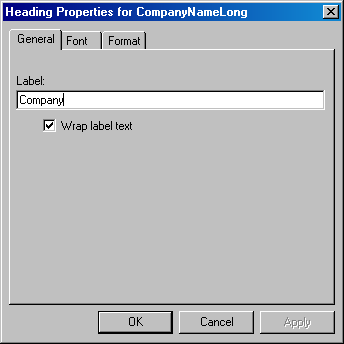 Heading Properties for CompanyNameLong
General Font Format
Label:
Company
Wrap label text
OK Cancel Apply